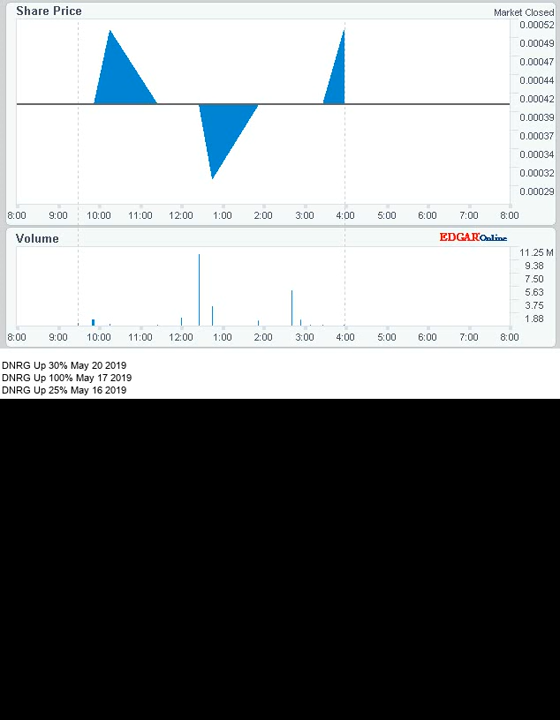 Share Price
Market Closed
0.00052
0.00049
0.00047
0.00044
0.00042
0.00039
0.00037
0.00034
0.00032
0.00029
8:00 9:00 10:00 11:00 12:00 1:00 2:00 3:00 4:00 5:00 6:00 7:00 8:00
Volume
EDGAR Online
11.25 M
9.38
7.50
5.63
3.75
1.88
8:00 9:00 10:00 11:00 12:00 1:00 2:00 3:00 4:00 5:00 6:00 7:00 8:00
DNRG Up 30% May 20 2019
DNRG Up 100% May 17 2019
DNRG Up 25% May 16 2019